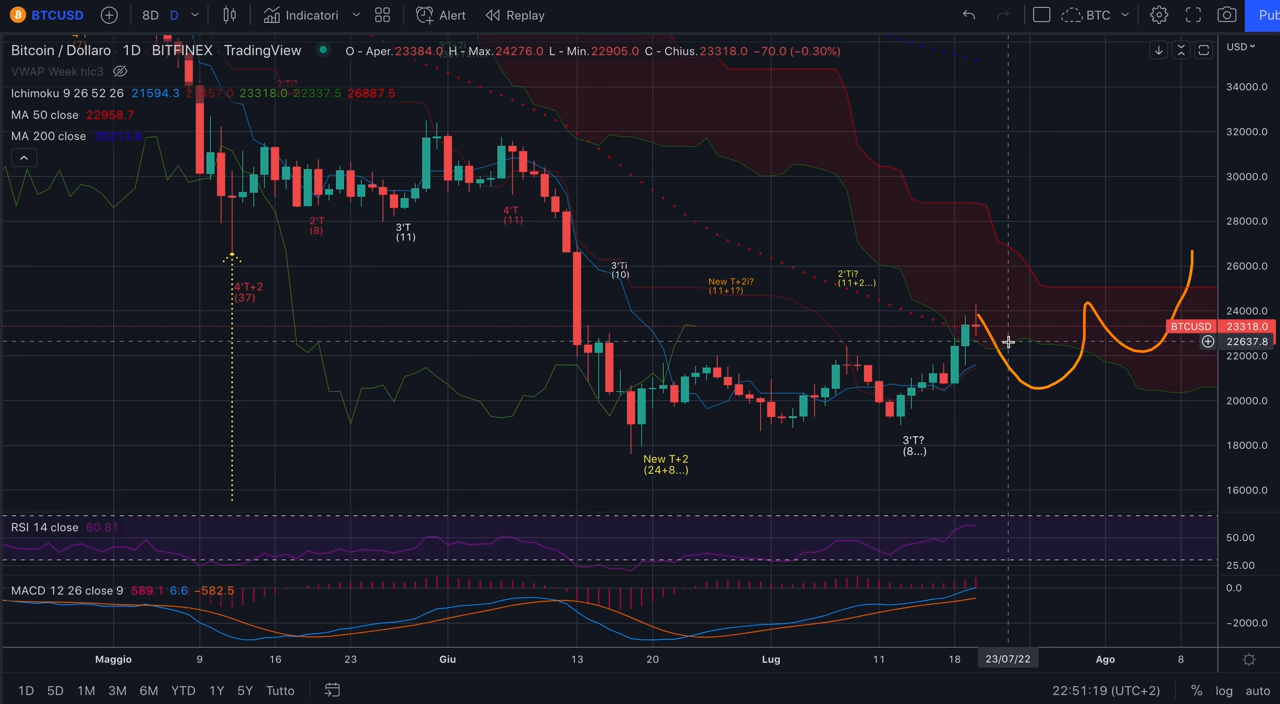 BTCUSD 8D D Indicatori Alert Replay BTC Pub
Bitcoin / Dollaro 1D BITFINEX TradingView O - Aper.23384.0 H - Max.24276.0 L - Min.22905.0 C - Chius.23318.0 −70.0 (−0.30%)
USD
VWAP Week hlc3
Ichimoku 9 26 52 26 21594.3 23318.0 22337.5 26887.5
MA 50 close 22958.7
MA 200 close
34000.0
32000.0
30000.0
28000.0
26000.0
24000.0
BTCUSD 23318.0
22637.8
22000.0
20000.0
18000.0
16000.0
2'T
(8)
3'T
(11)
4'T
(11)
4'T+2
(37)
3'Ti
(10)
New T+2i?
(11+1?)
2'Ti?
(11+2...)
New T+2
(24+8...)
3'T?
(8...)
RSI 14 close 60.81
50.00
25.00
MACD 12 26 close 9 589.1 6.6 −582.5
0.0
−2000.0
Maggio 9 16 23 Giu 13 20 Lug 11 18 23/07/22 Ago 8
1D 5D 1M 3M 6M YTD 1Y 5Y Tutto 22:51:19 (UTC+2) % log auto